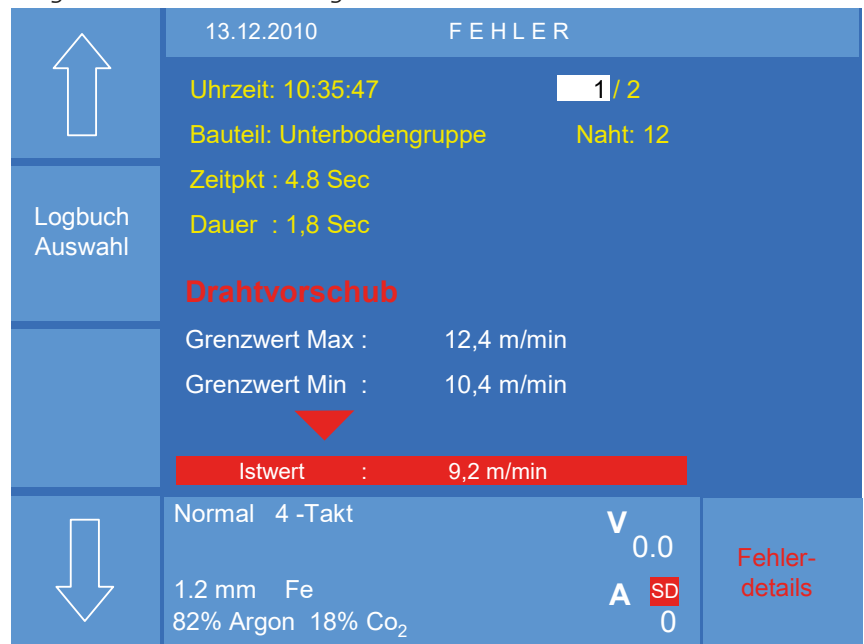 13.12.2010 F E H L E R
Uhrzeit: 10:35:47 1 / 2
Bauteil: Unterbodengruppe Naht: 12
Zeitpkt : 4.8 Sec
Logbuch
Auswahl
Dauer : 1,8 Sec
Drahtvorschub
Grenzwert Max : 12,4 m/min
Grenzwert Min : 10,4 m/min
Istwert : 9,2 m/min
Normal 4 -Takt
V
0.0
1.2 mm Fe
A SD
82% Argon 18% Co₂ 0
Fehler-
details